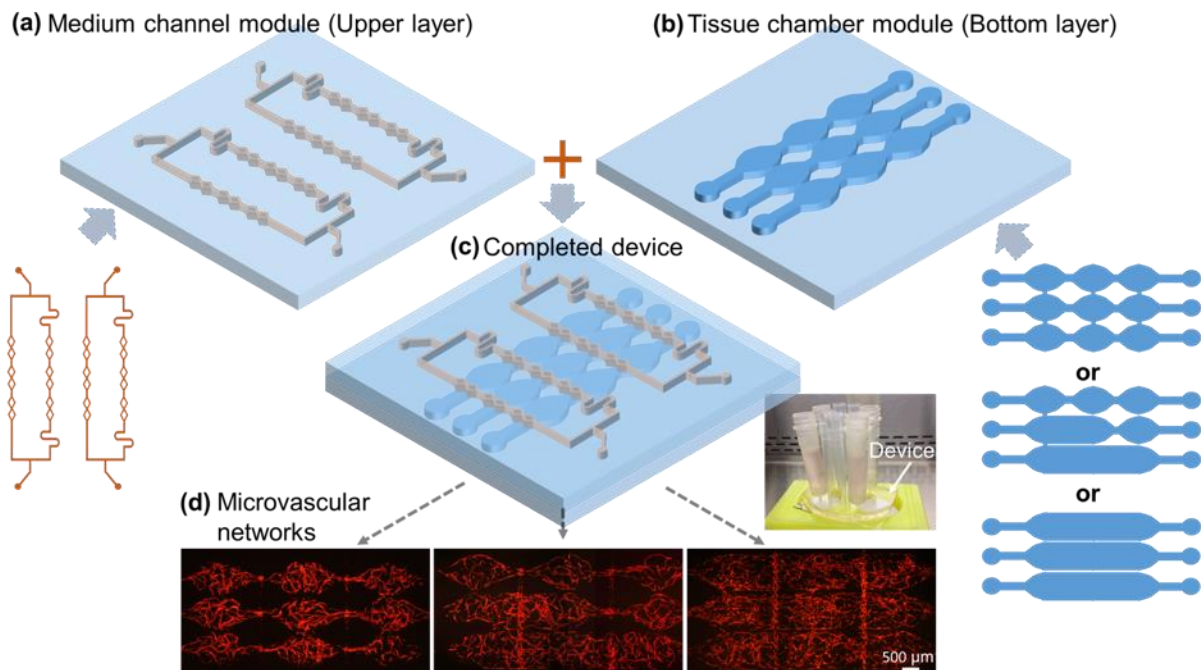 (a) Medium channel module (Upper layer)
(b) Tissue chamber module (Bottom layer)
(c) Completed device
or
Device
or
(d) Microvascular
networks
500 µm